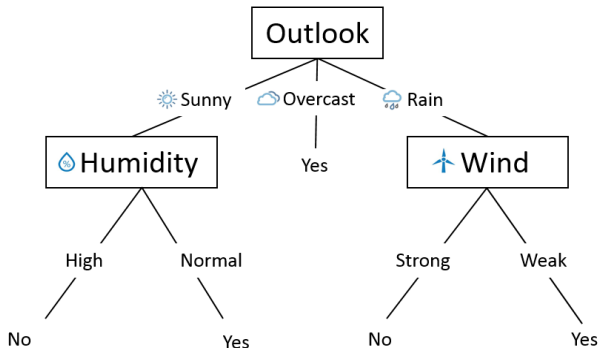 Outlook
Sunny
Overcast
Rain
% Humidity
Yes
Wind
High
Normal
Strong
Weak
No
Yes
No
Yes